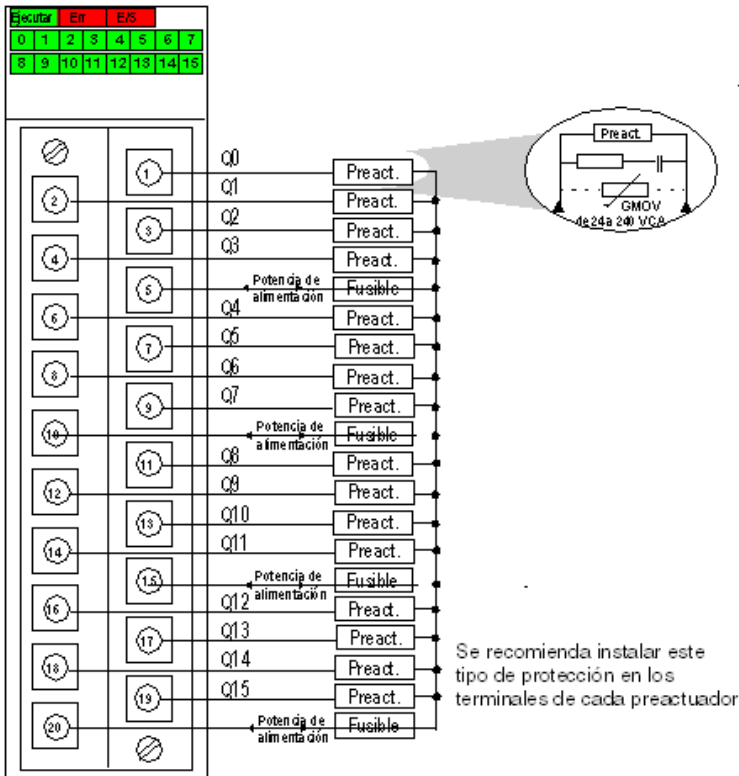 Ejecutar Err E/S
0 1 2 3 4 5 6 7
8 9 10 11 12 13 14 15
Preact.
GMOV
de 24 a 240 VCA
1 Q0 Preact.
2 Q1 Preact.
3 Q2 Preact.
4 Q3 Preact.
5 Potencia de
alimentación Fusible
6 Q4 Preact.
7 Q5 Preact.
8 Q6 Preact.
9 Q7 Preact.
10 Potencia de
alimentación Fusible
11 Q8 Preact.
12 Q9 Preact.
13 Q10 Preact.
14 Q11 Preact.
15 Potencia de
alimentación Fusible
16 Q12 Preact.
17 Q13 Preact.
18 Q14 Preact.
19 Q15 Preact.
20 Potencia de
alimentación Fusible
Se recomienda instalar este
tipo de protección en los
terminales de cada preactuador